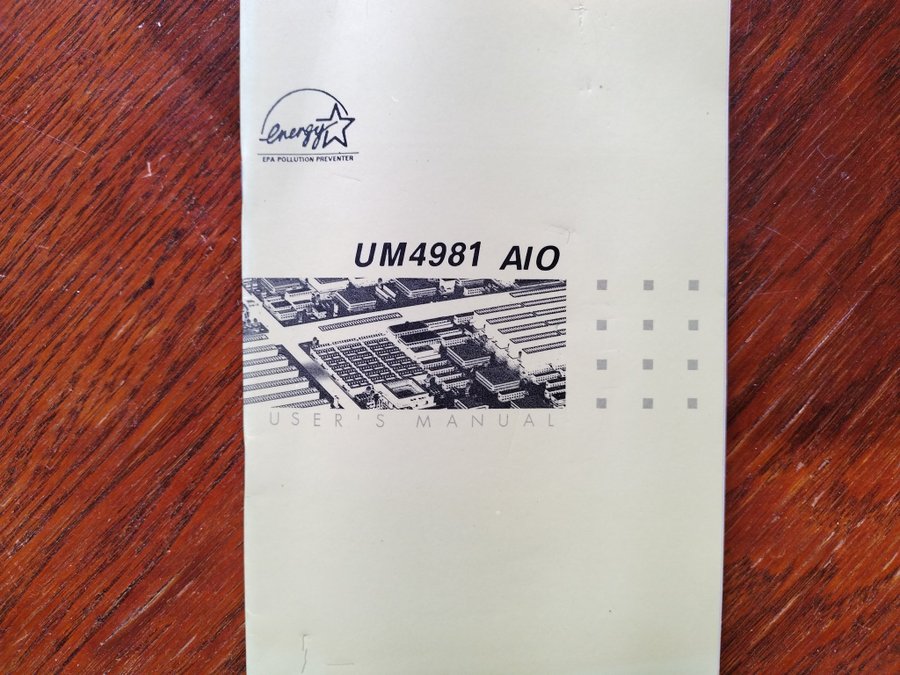 energy
EPA POLLUTION PREVENTER
UM4981 AIO
USER'S MANUAL